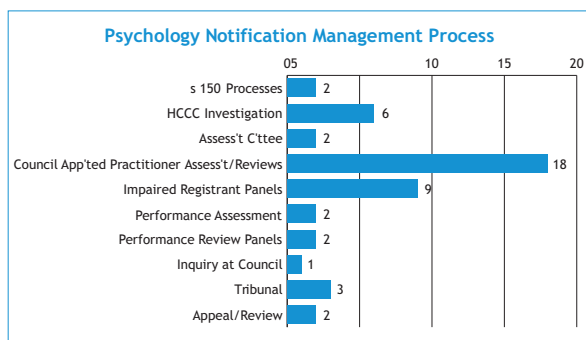 Psychology Notification Management Process
05 10 15 20
s 150 Processes 2
HCCC Investigation 6
Assess't C'ttee 2
Council App'ted Practitioner Assess't/Reviews 18
Impaired Registrant Panels 9
Performance Assessment 2
Performance Review Panels 2
Inquiry at Council 1
Tribunal 3
Appeal/Review 2